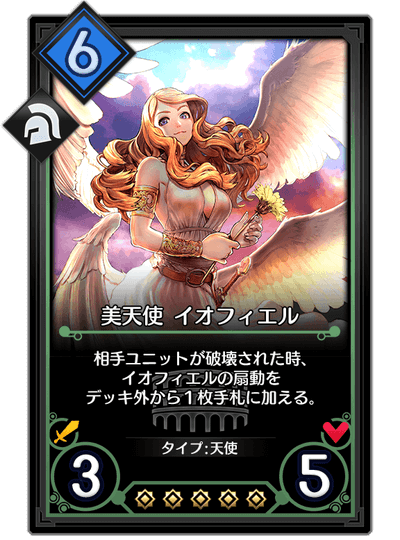 6
美天使 イオフィエル
相手ユニットが破壊された時、
イオフィエルの扇動を
デッキ外から1枚手札に加える。
タイプ:天使
3
5